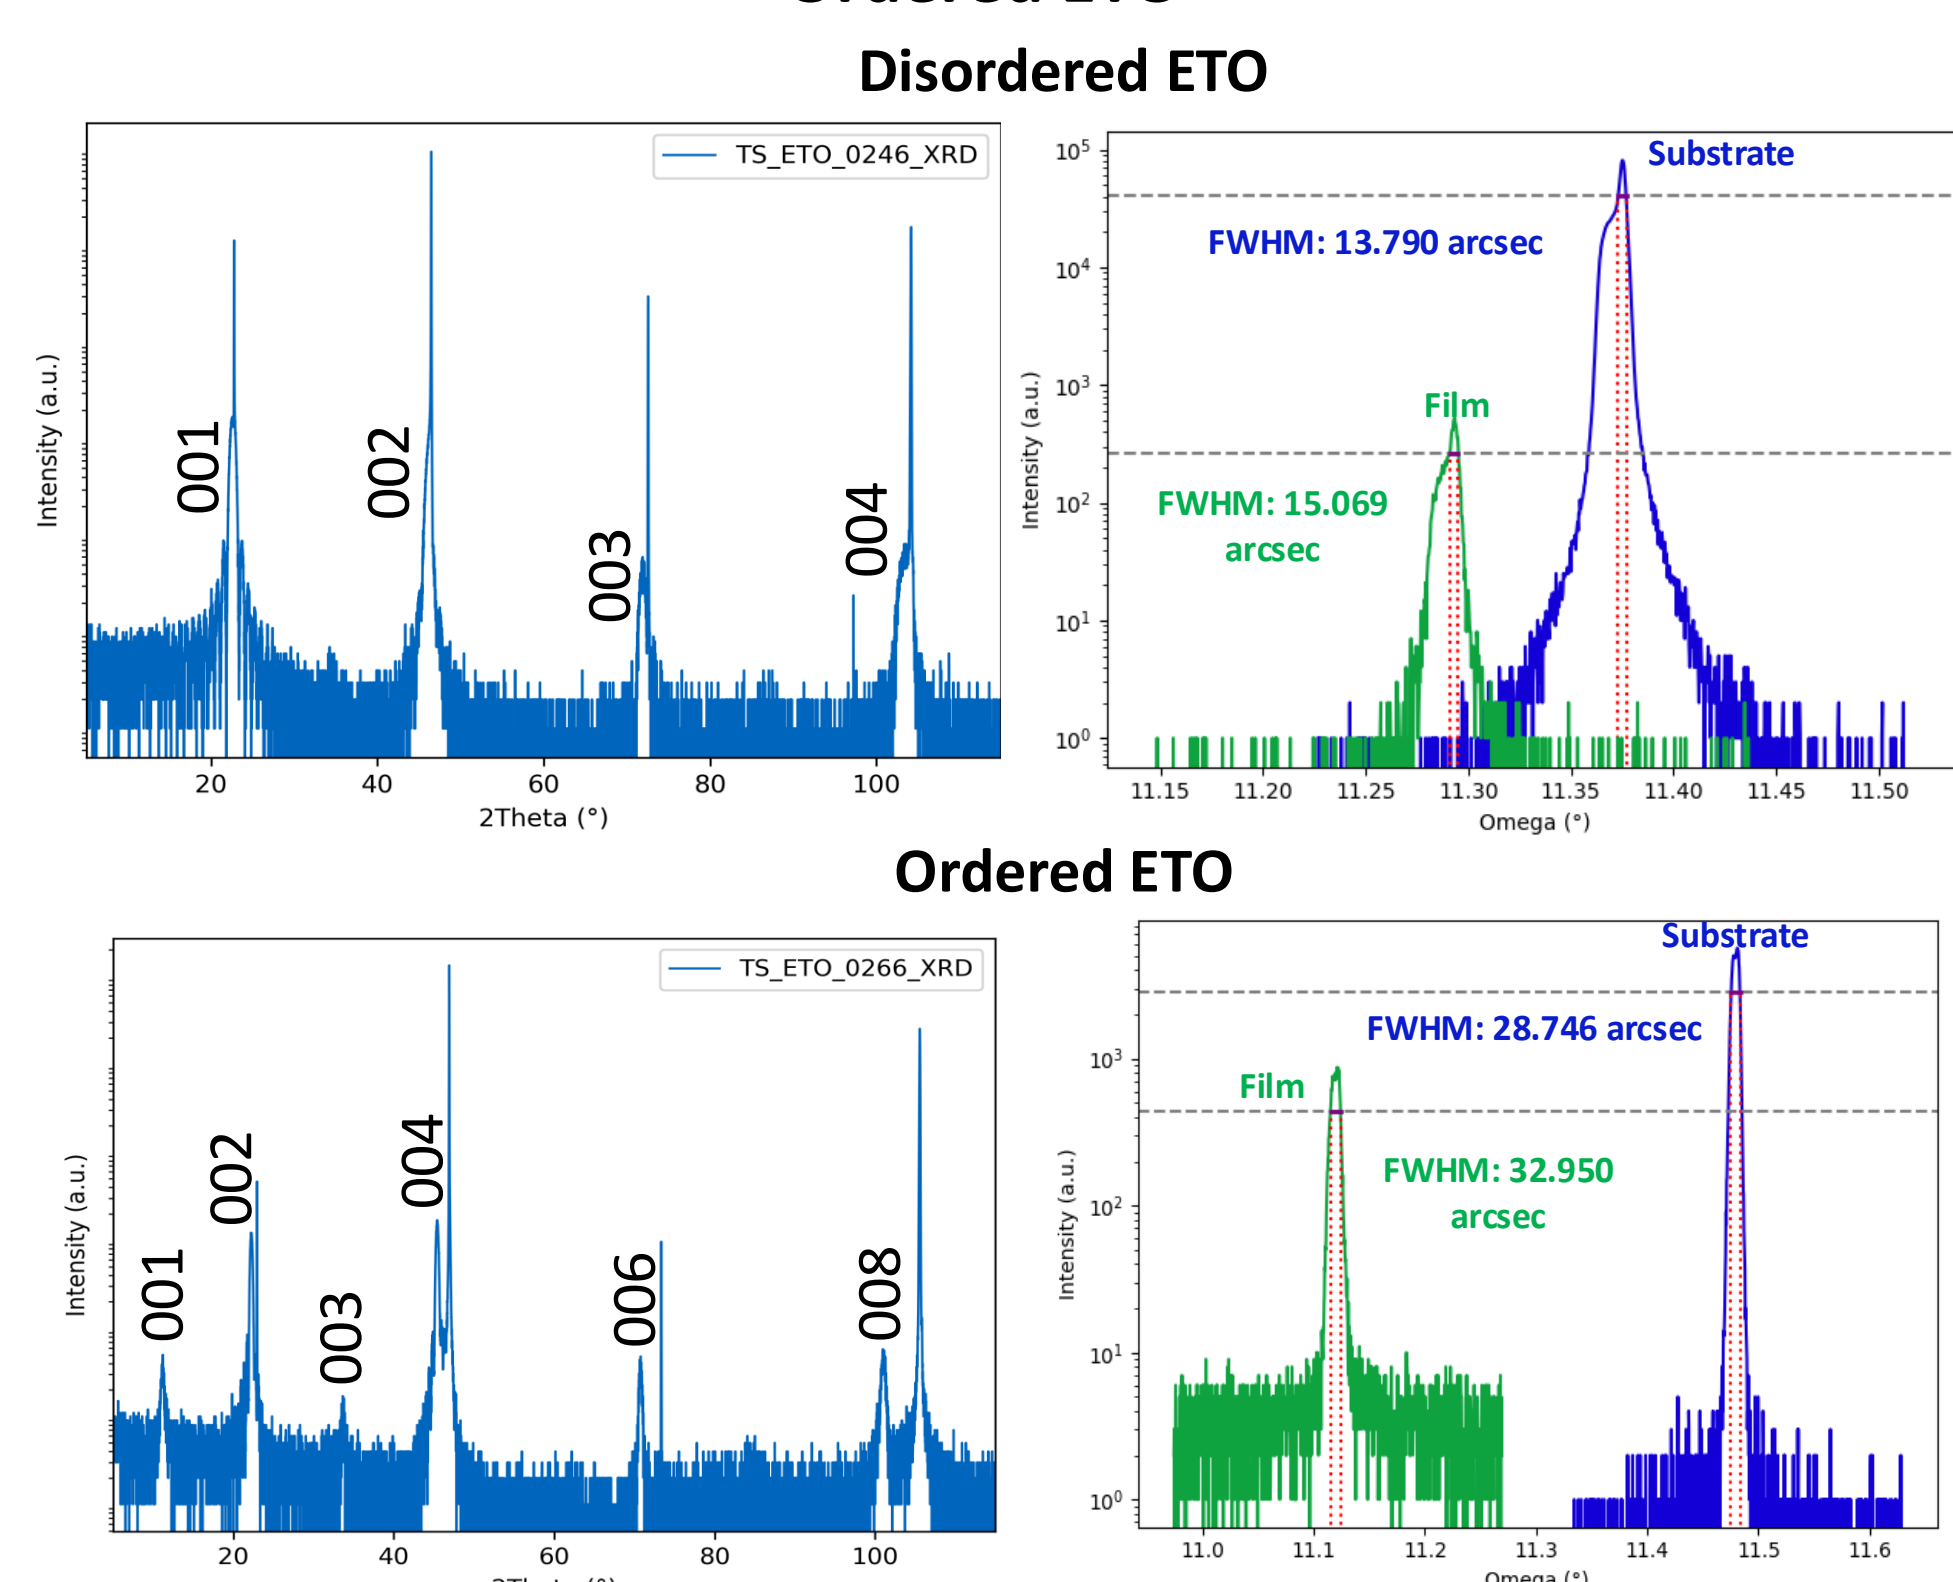 Ordered ETO
Disordered ETO
TS_ETO_0246_XRD
001
002
003
004
Intensity (a.u.)
20 40 60 80 100
2Theta (°)
Substrate
FWHM: 13.790 arcsec
Film
FWHM: 15.069
arcsec
Intensity (a.u.)
10⁵
10⁴
10³
10²
10¹
10⁰
11.15 11.20 11.25 11.30 11.35 11.40 11.45 11.50
Omega (°)
Ordered ETO
TS_ETO_0266_XRD
001
002
003
004
006
008
Intensity (a.u.)
20 40 60 80 100
2Theta (°)
Substrate
FWHM: 28.746 arcsec
Film
FWHM: 32.950
arcsec
Intensity (a.u.)
10³
10²
10¹
10⁰
11.0 11.1 11.2 11.3 11.4 11.5 11.6
Omega (°)